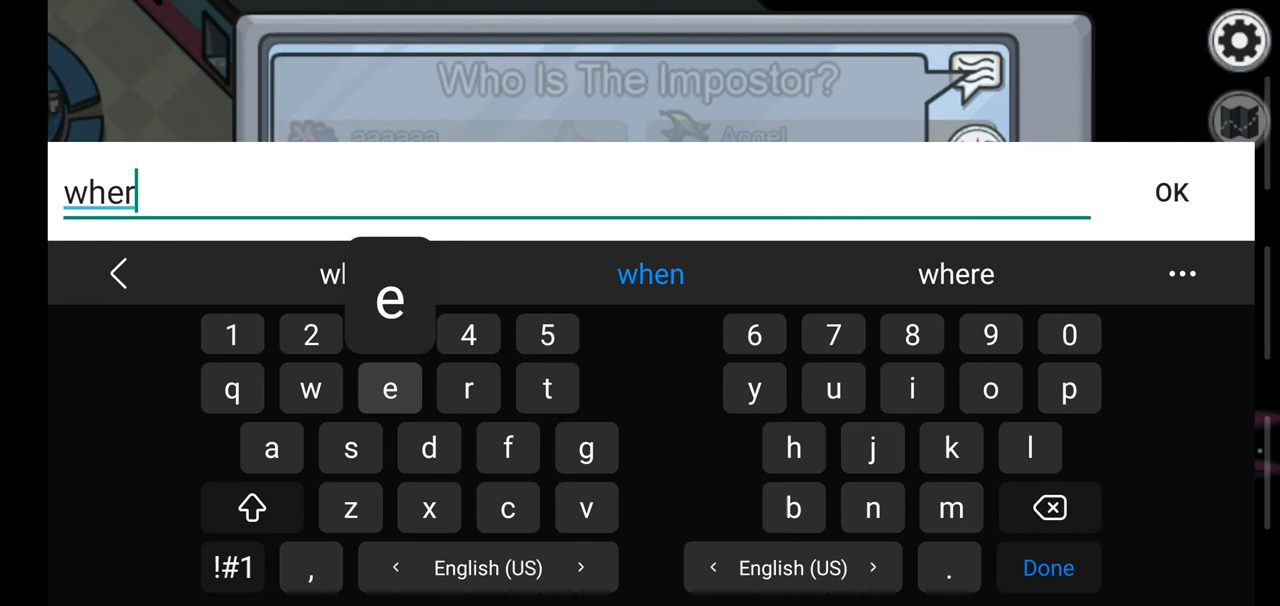 Who Is The Impostor?
aaaaaa Angel
wher OK
when where
e
1 2 4 5 6 7 8 9 0
q w e r t y u i o p
a s d f g h j k l
z x c v b n m
!#1 , < English (US) > < English (US) > . Done